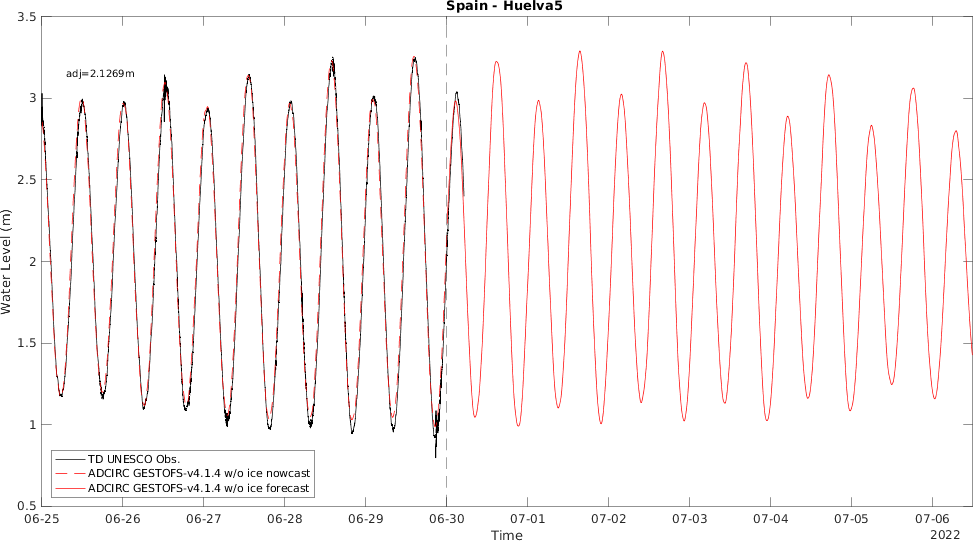 Spain - Huelva5
3.5
adj=2.1269m
3
2.5
2
1.5
1
0.5
Water Level (m)
TD UNESCO Obs.
ADCIRC GESTOFS-v4.1.4 w/o ice nowcast
ADCIRC GESTOFS-v4.1.4 w/o ice forecast
06-25 06-26 06-27 06-28 06-29 06-30 07-01 07-02 07-03 07-04 07-05 07-06
Time
2022